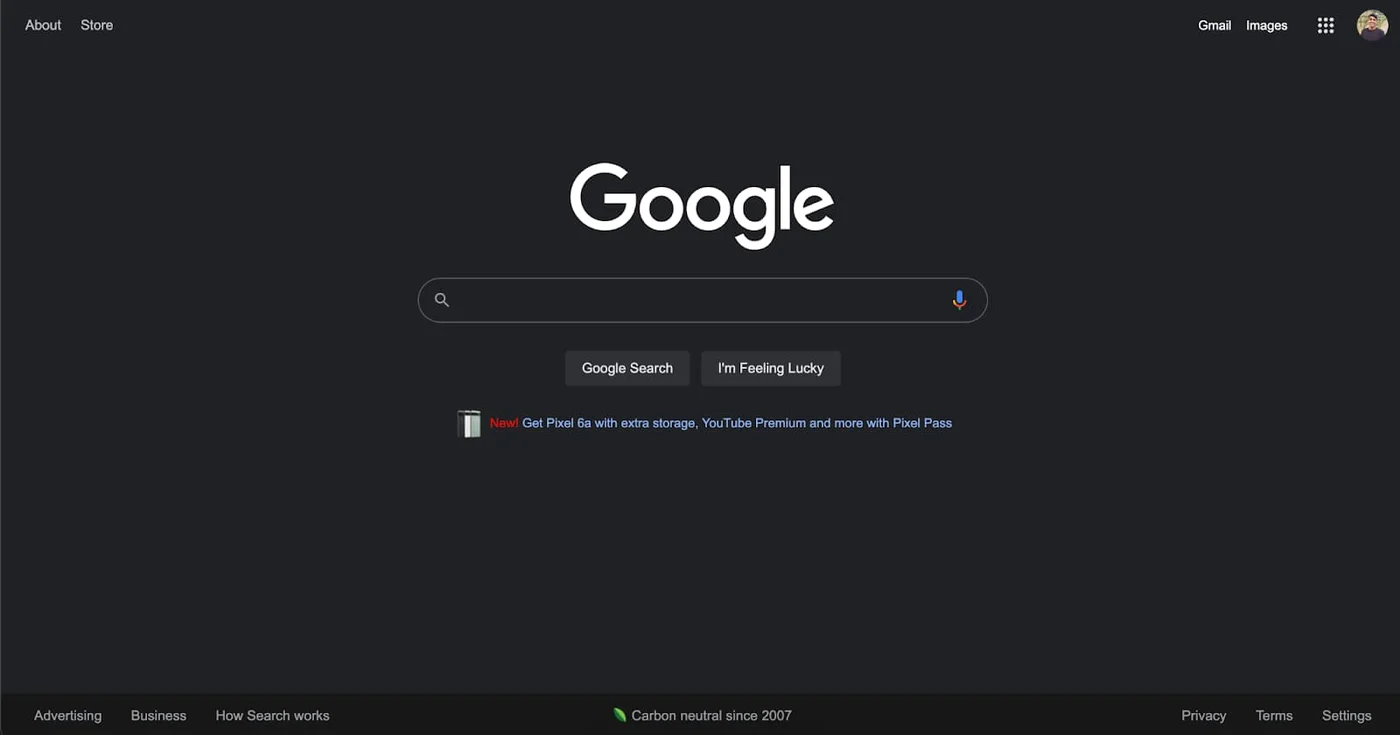 About Store Gmail Images
Google
Google Search I'm Feeling Lucky
New! Get Pixel 6a with extra storage, YouTube Premium and more with Pixel Pass
Advertising Business How Search works Carbon neutral since 2007 Privacy Terms Settings